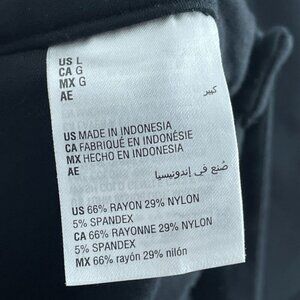 US L
CA G
MX G
AE كبير
US MADE IN INDONESIA
CA FABRIQUÉ EN INDONÉSIE
MX HECHO EN INDONESIA
AE
صُنع في إندونيسيا
US 66% RAYON 29% NYLON
5% SPANDEX
CA 66% RAYONNE 29% NYLON
5% SPANDEX
MX 66% rayón 29% nilón